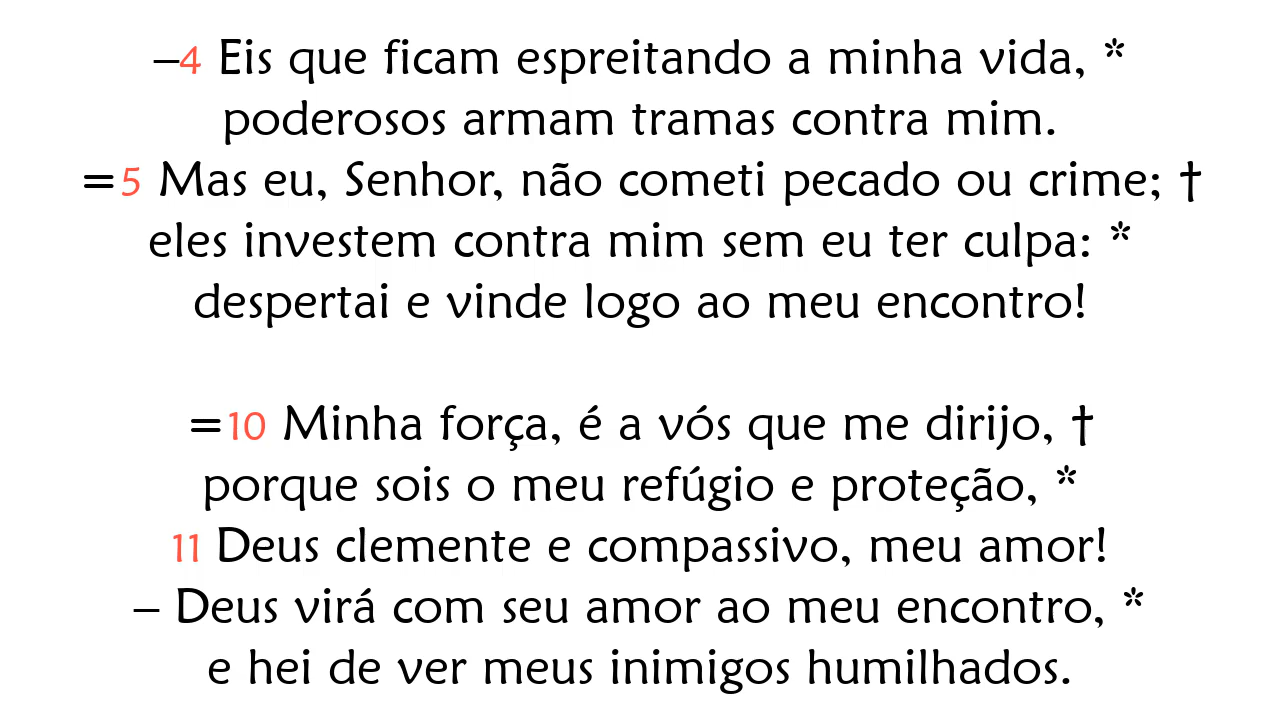 –4 Eis que ficam espreitando a minha vida, *
poderosos armam tramas contra mim.
=5 Mas eu, Senhor, não cometi pecado ou crime; †
eles investem contra mim sem eu ter culpa: *
despertai e vinde logo ao meu encontro!
=10 Minha força, é a vós que me dirijo, †
porque sois o meu refúgio e proteção, *
11 Deus clemente e compassivo, meu amor!
– Deus virá com seu amor ao meu encontro, *
e hei de ver meus inimigos humilhados.